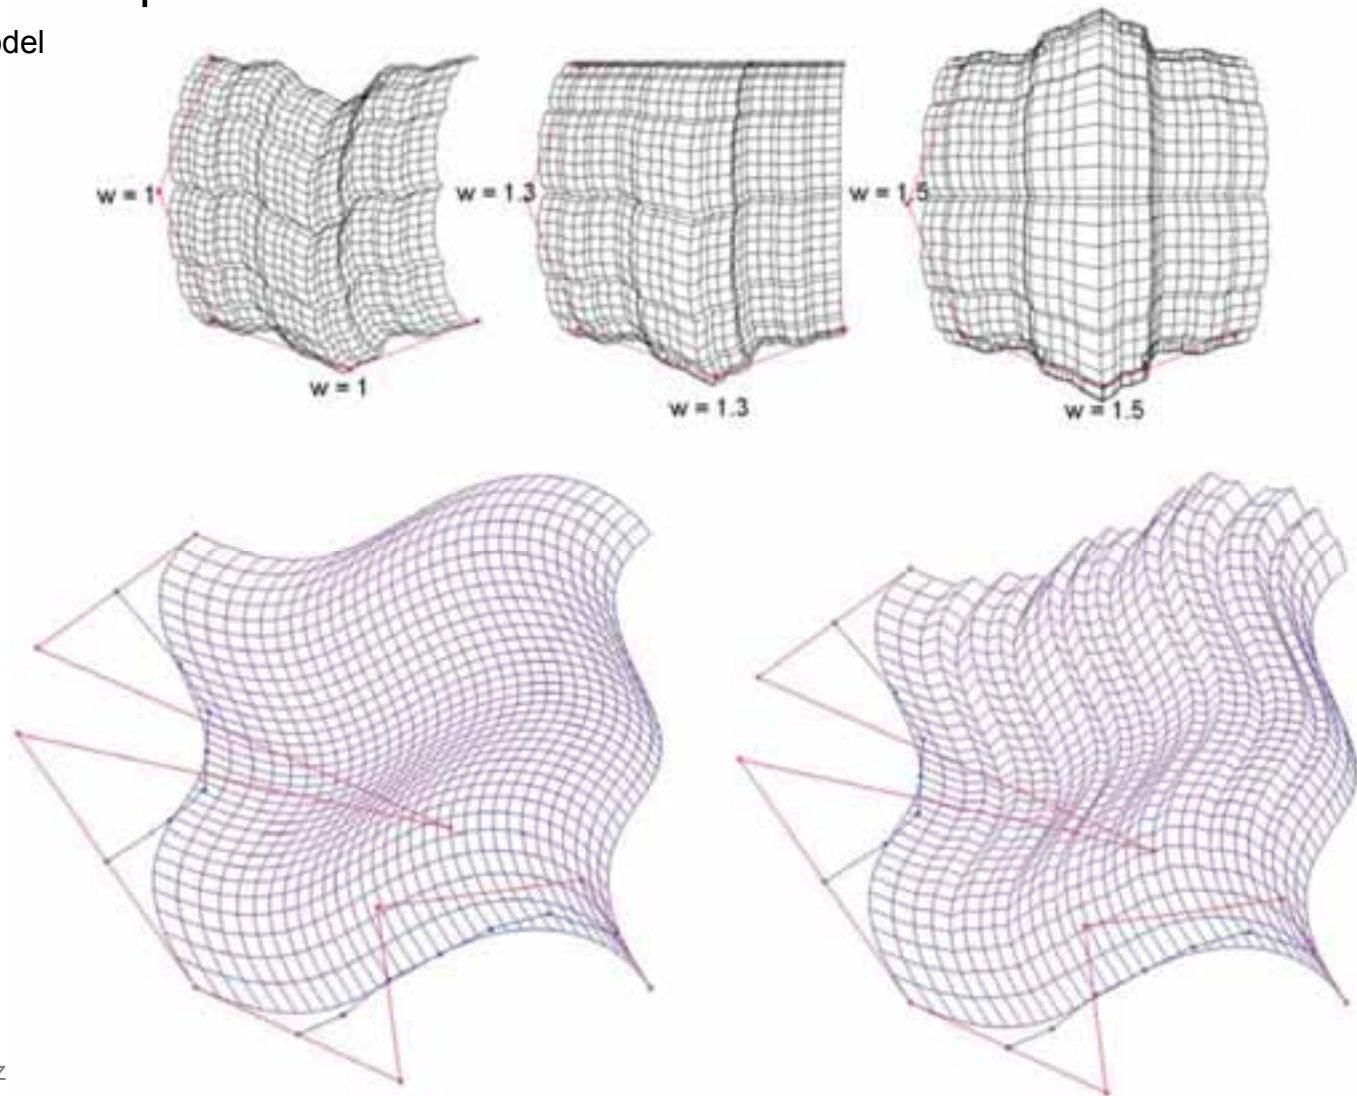 odel
w = 1
w = 1.3
w = 1.5
w = 1
w = 1.3
w = 1.5
z